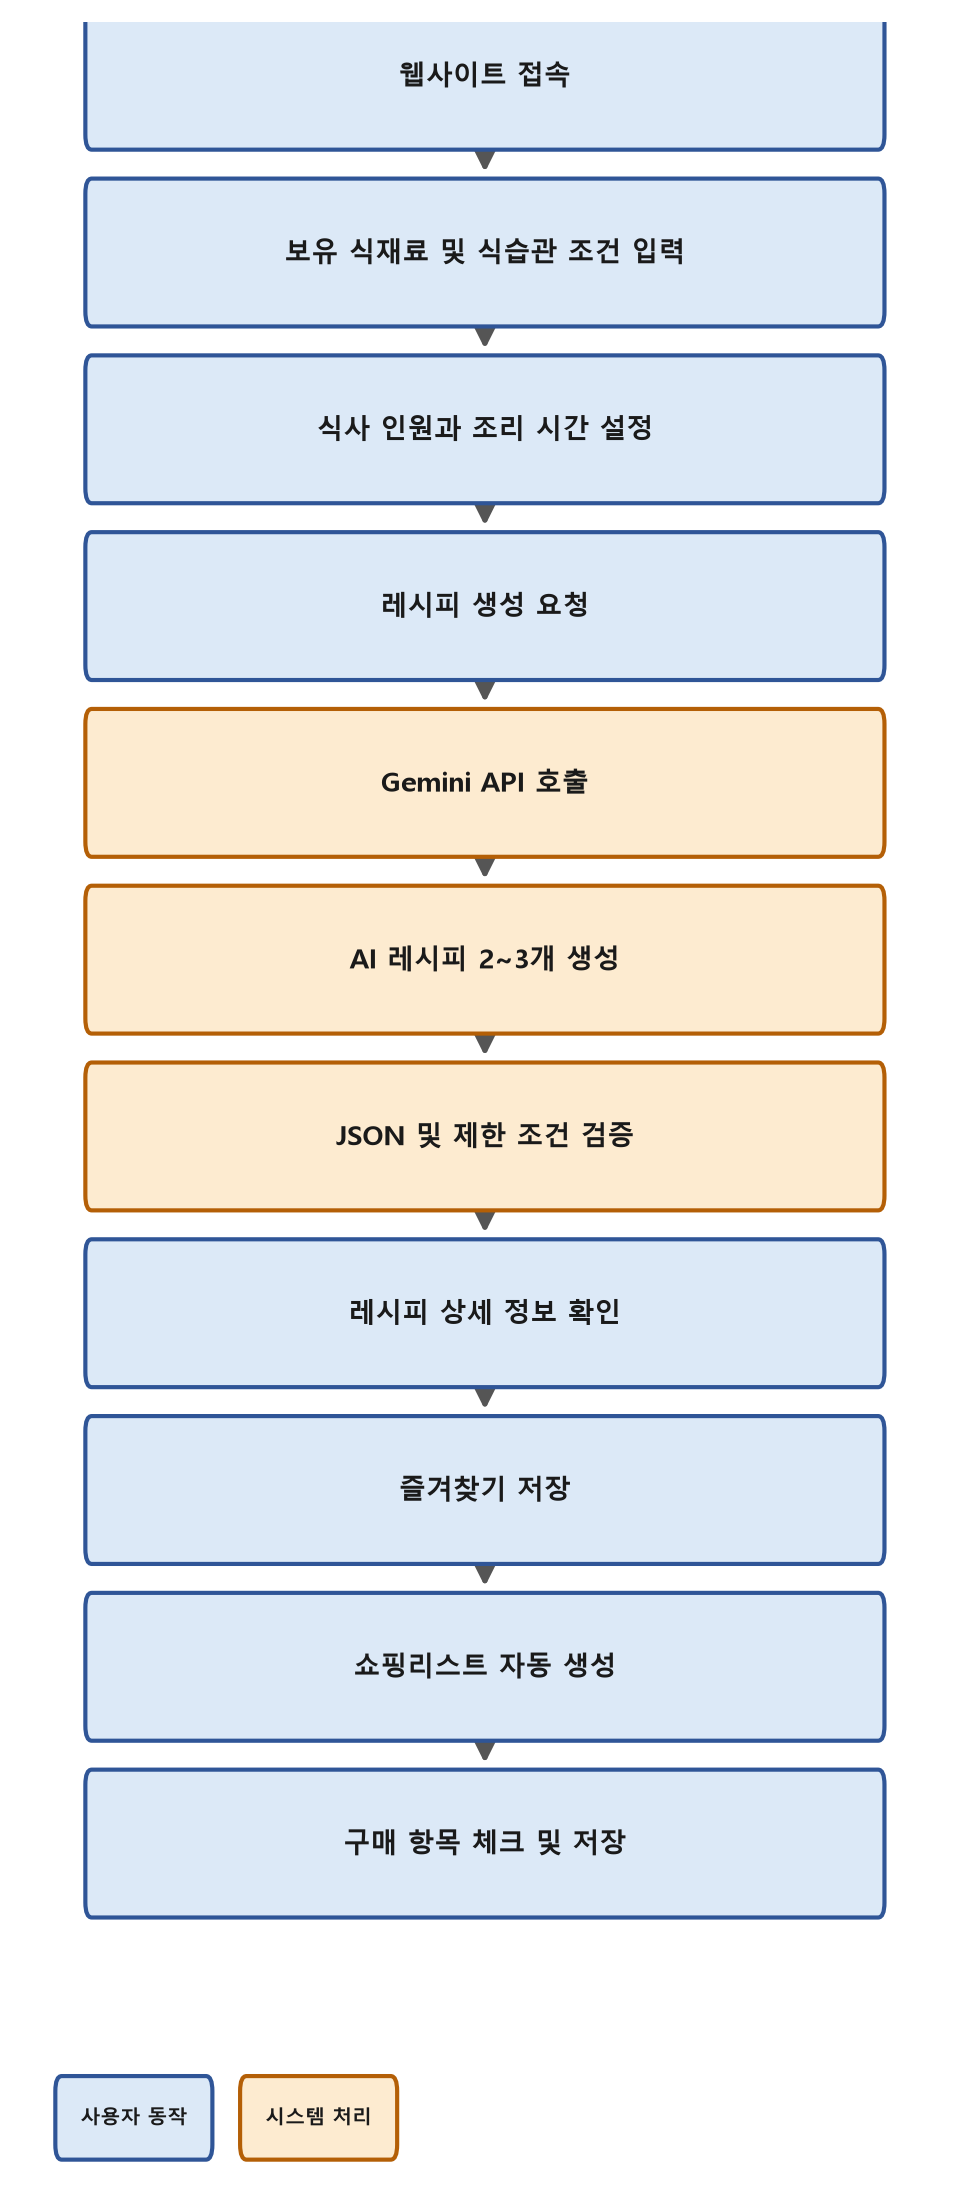 웹사이트 접속
보유 식재료 및 식습관 조건 입력
식사 인원과 조리 시간 설정
레시피 생성 요청
Gemini API 호출
AI 레시피 2~3개 생성
JSON 및 제한 조건 검증
레시피 상세 정보 확인
즐겨찾기 저장
쇼핑리스트 자동 생성
구매 항목 체크 및 저장
사용자 동작
시스템 처리